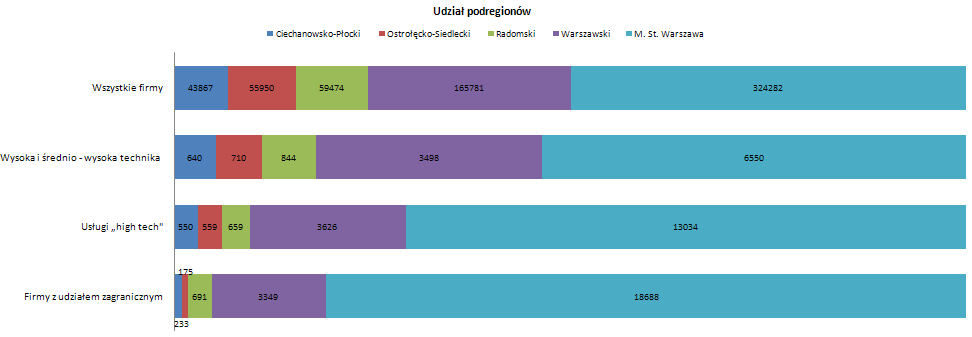 Udział podregionów
Ciechanowsko-Płocki Ostrołęcko-Siedlecki Radomski Warszawski M. St. Warszawa
Wszystkie firmy 43867 55950 59474 165781 324282
Wysoka i średnio - wysoka technika 640 710 844 3498 6550
Usługi „high tech" 550 559 659 3626 13034
175
Firmy z udziałem zagranicznym 691 3349 18688
233